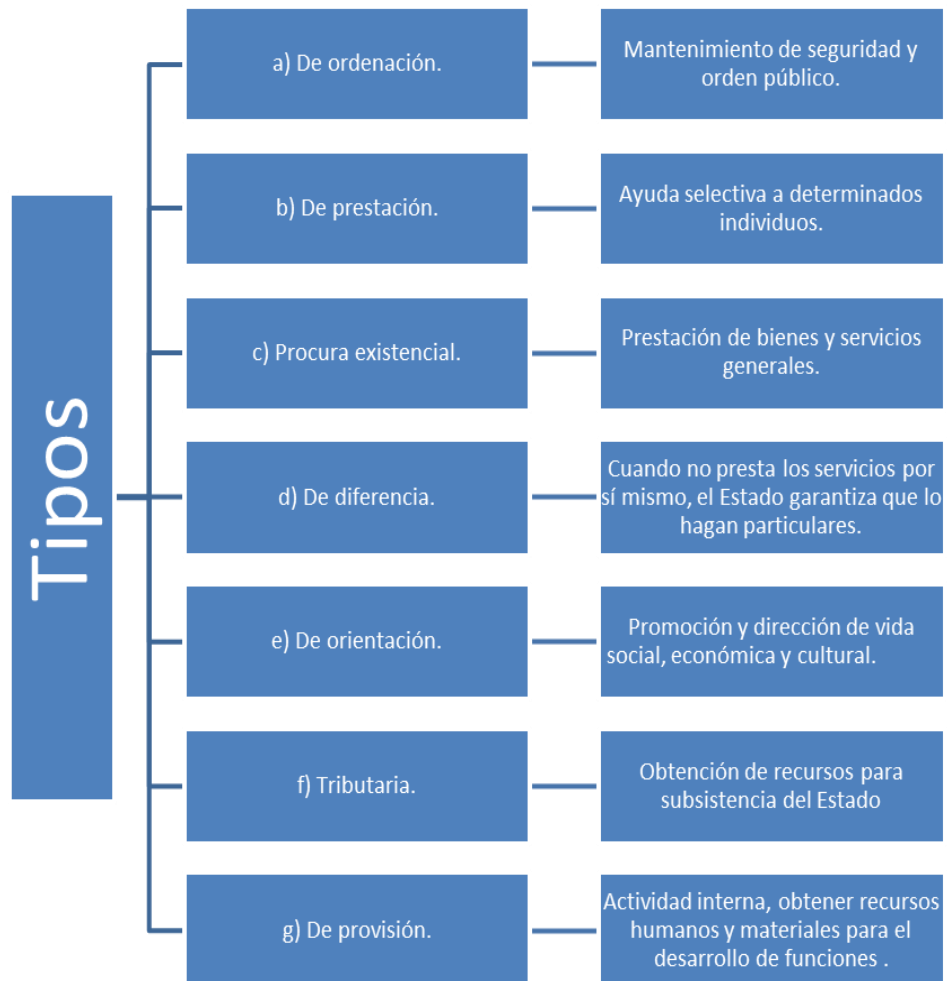 Tipos
a) De ordenación.
Mantenimiento de seguridad y
orden público.
b) De prestación.
Ayuda selectiva a determinados
individuos.
c) Procura existencial.
Prestación de bienes y servicios
generales.
d) De diferencia.
Cuando no presta los servicios por
sí mismo, el Estado garantiza que lo
hagan particulares.
e) De orientación.
Promoción y dirección de vida
social, económica y cultural.
f) Tributaria.
Obtención de recursos para
subsistencia del Estado
g) De provisión.
Actividad interna, obtener recursos
humanos y materiales para el
desarrollo de funciones .